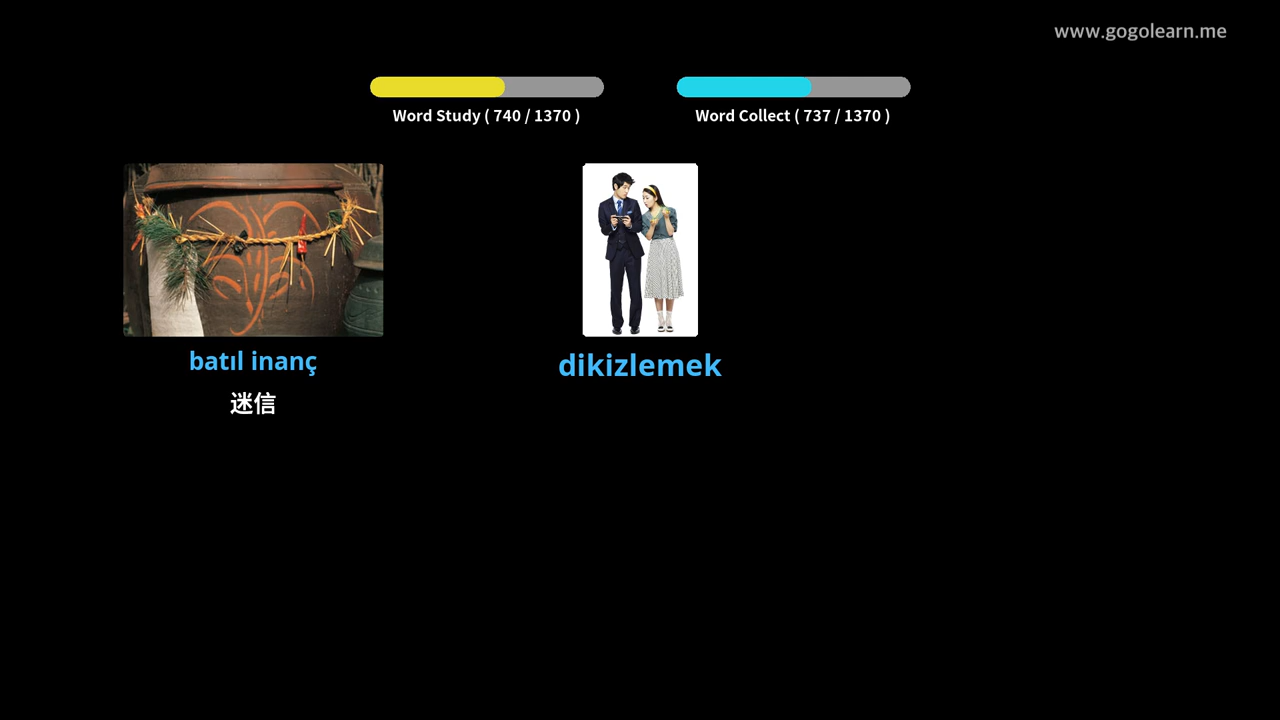 www.gogolearn.me
Word Study ( 740 / 1370 )
Word Collect ( 737 / 1370 )
batıl inanç
迷信
dikizlemek